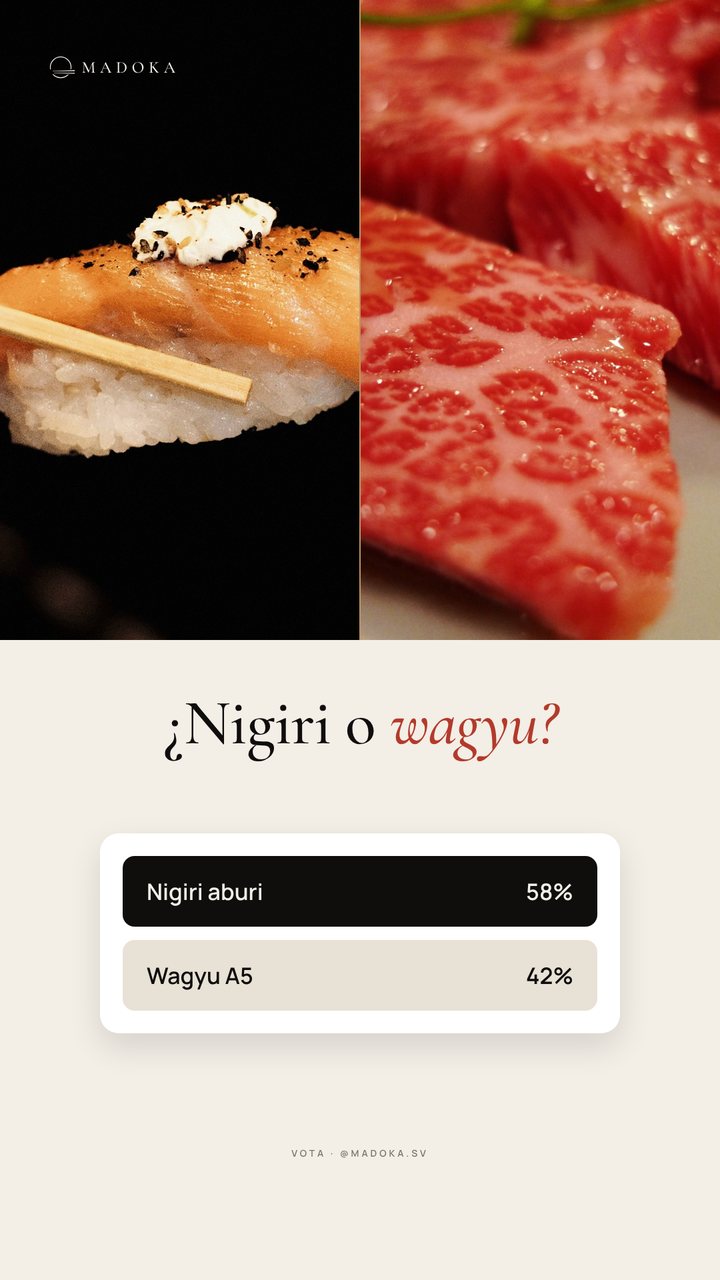 MADOKA
¿Nigiri o wagyu?
Nigiri aburi 58%
Wagyu A5 42%
VOTA · @MADOKA.SV